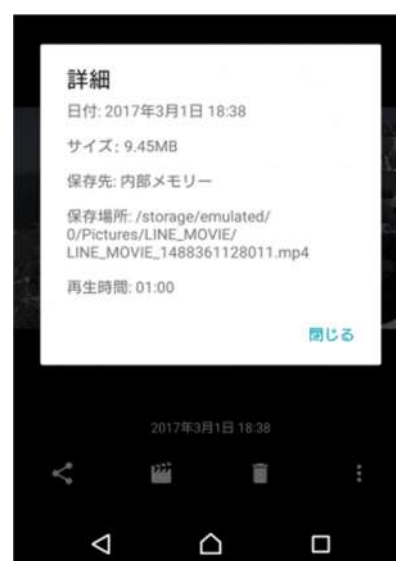 詳細
日付: 2017年3月1日 18:38
サイズ: 9.45MB
保存先: 内部メモリー
保存場所: /storage/emulated/
0/Pictures/LINE_MOVIE/
LINE_MOVIE_1488361128011.mp4
再生時間: 01:00
閉じる
2017年3月1日 18:38